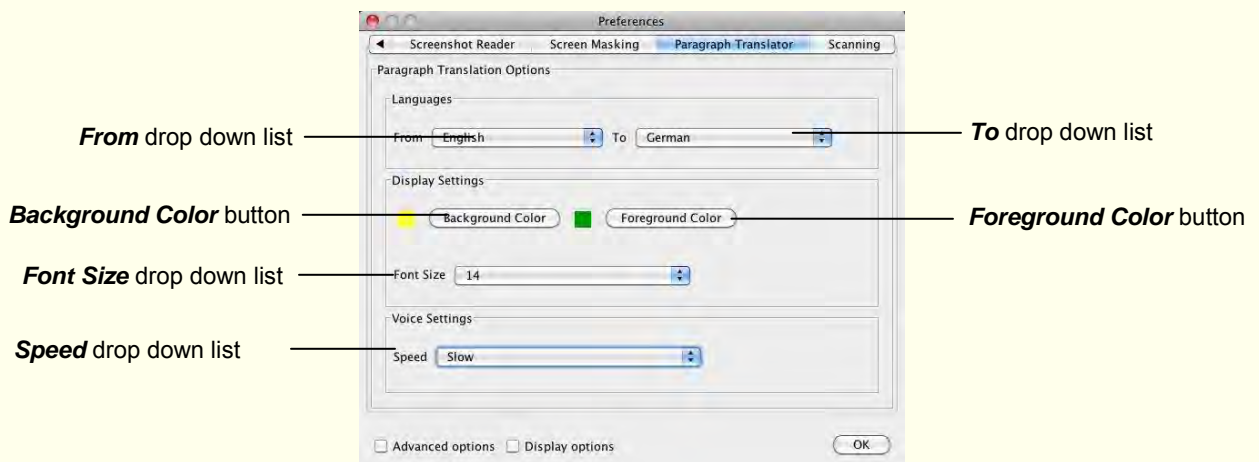 Preferences
Screenshot Reader Screen Masking Paragraph Translator Scanning
Paragraph Translation Options
Languages
From drop down list
From English To German
To drop down list
Display Settings
Background Color button
Background Color Foreground Color
Foreground Color button
Font Size drop down list
Font Size 14
Voice Settings
Speed drop down list
Speed Slow
Advanced options Display options OK